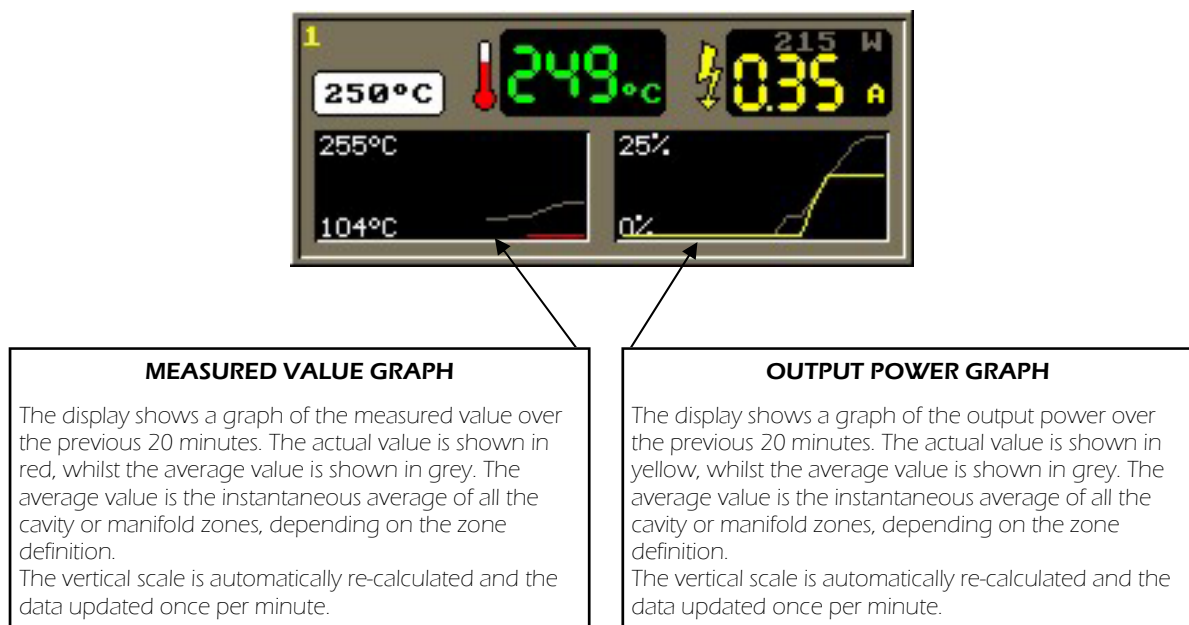 1
250°C
249°C
215 W
0.35 A
255°C
104°C
25%
0%
MEASURED VALUE GRAPH
The display shows a graph of the measured value over
the previous 20 minutes. The actual value is shown in
red, whilst the average value is shown in grey. The
average value is the instantaneous average of all the
cavity or manifold zones, depending on the zone
definition.
The vertical scale is automatically re-calculated and the
data updated once per minute.
OUTPUT POWER GRAPH
The display shows a graph of the output power over
the previous 20 minutes. The actual value is shown in
yellow, whilst the average value is shown in grey. The
average value is the instantaneous average of all the
cavity or manifold zones, depending on the zone
definition.
The vertical scale is automatically re-calculated and the
data updated once per minute.